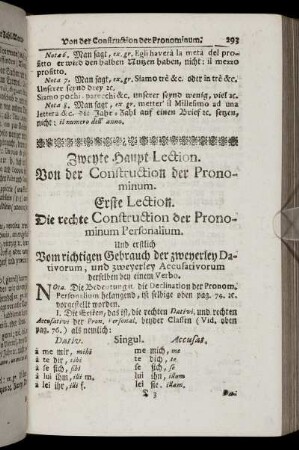 Von der Construction der Pronominum. 293
Nota 6. Man sagt, ex. gr. Egli haverà la metà del pro-
fitto er wird den halben Nutzen haben, nicht: il mezzo
profitto.
Nota 7. Man sagt, ex. gr. Siamo trè &c. oder in trè &c.
Unserer seynd drey ꝛc.
Siamo pochi, parecchi &c. unserer seynd wenig, viel ꝛc.
Nota 8. Man sagt, ex gr. metter' il Millesimo ad una
lettera &c. die Jahr-Zahl auf einen Brief ꝛc. setzen,
nicht: il numero dell' anno.
Zweyte Haupt-Lection.
Von der Construction der Prono-
minum.
Erste Lection.
Die rechte Construction der Prono-
minum Personalium.
Und erstlich
Vom richtigen Gebrauch der zweyerley Da-
tivorum, und zweyerley Accusativorum
derselben bey einem Verbo.
NOta. Die Bedeutung, die Declination der Pronom.
Personalium belangend, ist selbige oben pag. 74. ꝛc.
vorgestellt worden.
I. Die Ersten, das ist, die rechten Dativi, und rechten
Accusativi der Pron. Personal. beyder Classen (Vid. oben
pag. 76.) als nemlich:
Dativ. Singul. Accusat.
à me mir, mihi me mich, me
à te dir, tibi te dich, te
à se sich, sibi se sich, se
à lui ihm, illi m. lui ihn, illum
à lei ihr, illi f. lei sie, illam.
T 3